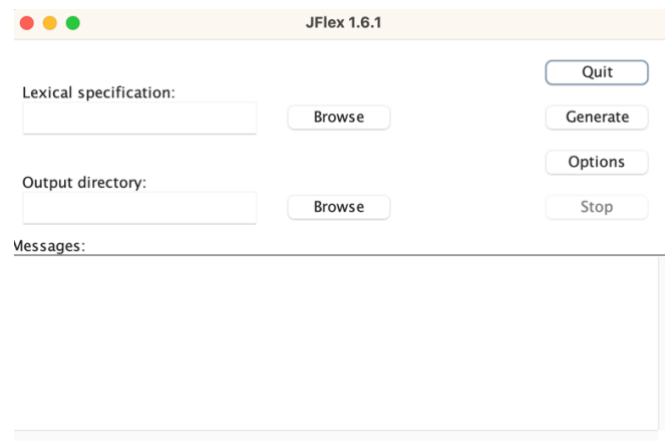 JFlex 1.6.1
Quit
Lexical specification:
Browse
Generate
Options
Output directory:
Browse
Stop
Messages: